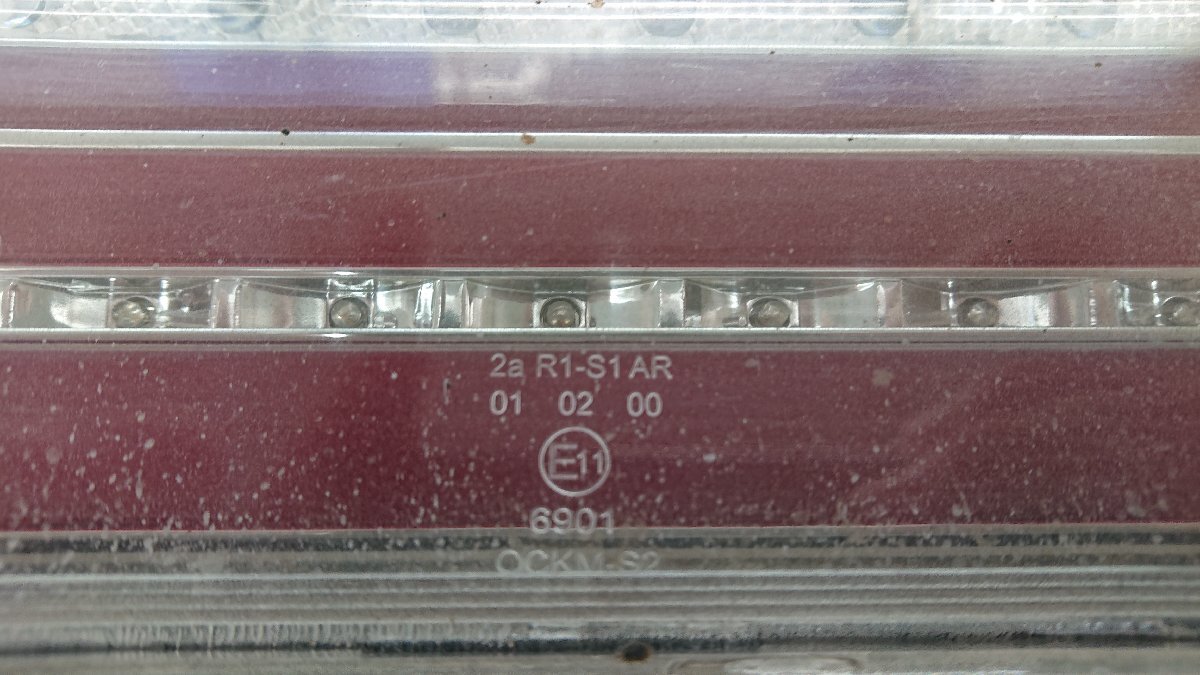 2a R1-S1 AR
01 02 00
E11
6901
OCKM-S2